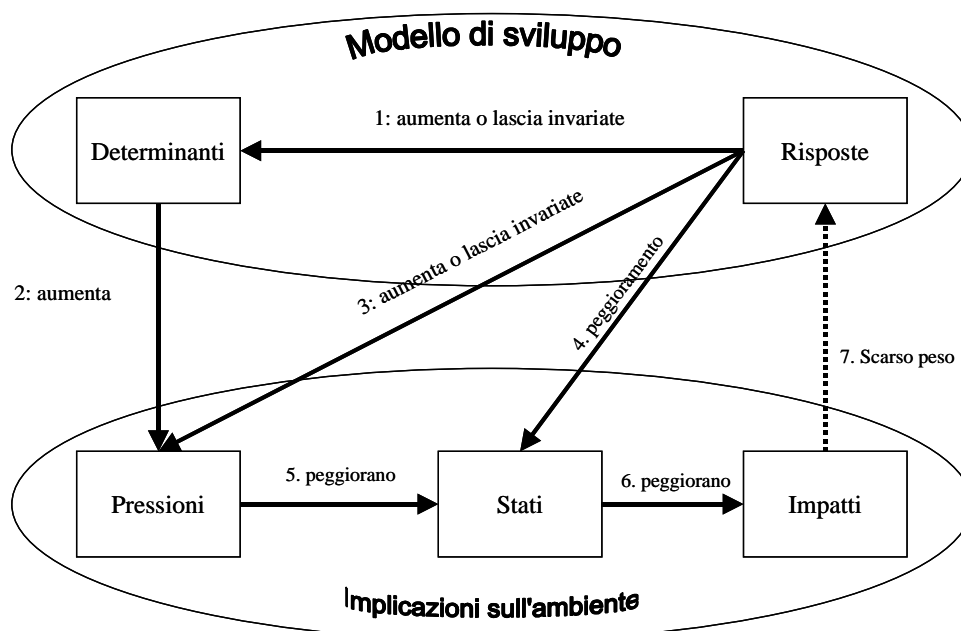 Modello di sviluppo
1: aumenta o lascia invariate
Determinanti
Risposte
3: aumenta o lascia invariate
4. peggioramento
2: aumenta
7. Scarso peso
5. peggiorano
6. peggiorano
Pressioni
Stati
Impatti
Implicazioni sull'ambiente